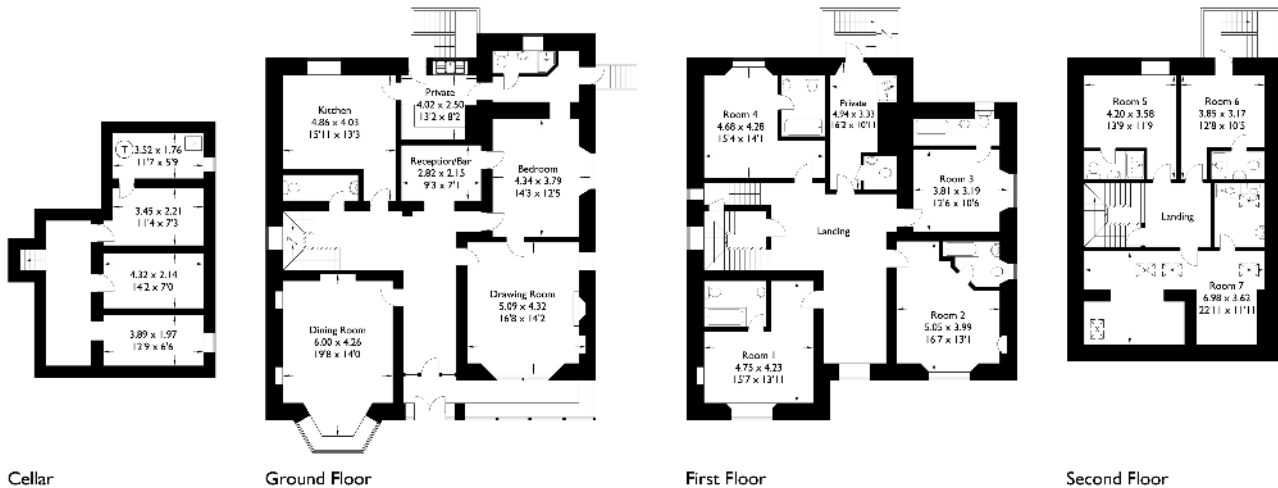 T
3.52 x 1.76
11'7 x 5'9
3.45 x 2.21
11'4 x 7'3
4.32 x 2.14
14'2 x 7'0
3.89 x 1.97
12'9 x 6'6
Cellar
Kitchen
4.86 x 4.03
15'11 x 13'3
Private
4.02 x 2.50
13'2 x 8'2
Reception/Bar
2.82 x 2.15
9'3 x 7'1
Bedroom
4.34 x 3.79
14'3 x 12'5
Drawing Room
5.09 x 4.32
16'8 x 14'2
Dining Room
6.00 x 4.26
19'8 x 14'0
Ground Floor
Room 4
4.68 x 4.28
15'4 x 14'1
Private
4.94 x 3.33
16'2 x 10'11
Room 3
3.81 x 3.19
12'6 x 10'6
Landing
Room 2
5.05 x 3.99
16'7 x 13'1
Room 1
4.75 x 4.23
15'7 x 13'11
First Floor
Room 5
4.20 x 3.58
13'9 x 11'9
Room 6
3.85 x 3.17
12'8 x 10'5
Landing
Room 7
6.98 x 3.62
22'11 x 11'11
Second Floor